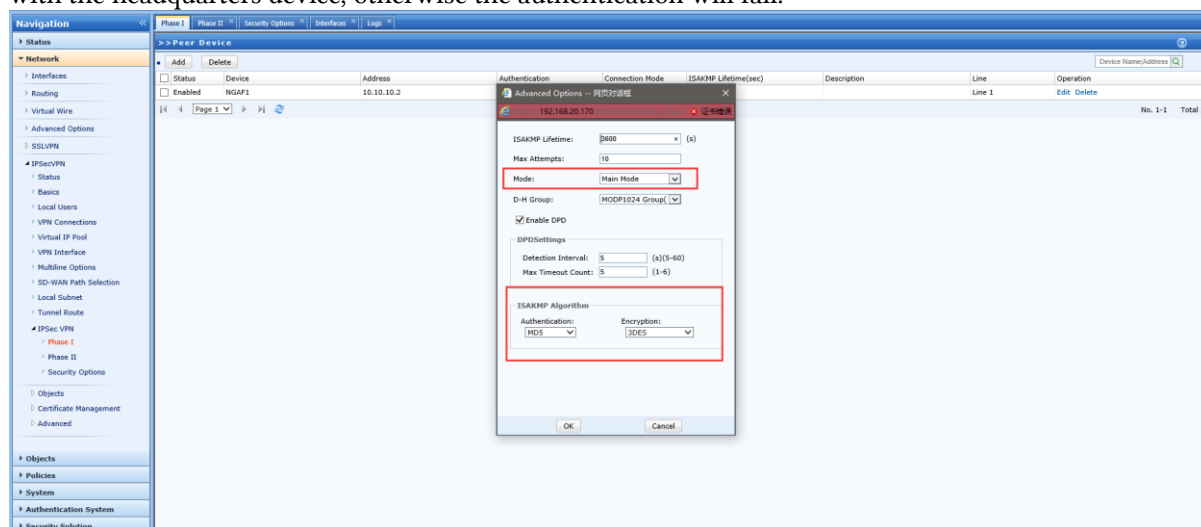 with the headquarters device, otherwise the authentication will fail.
Navigation
Phase I
Phase II
Security Options
Interfaces
Logs
Status
>>Peer Device
Network
Add Delete
Device Name|Address
Interfaces
Status Device Address Authentication Connection Mode ISAKMP Lifetime(sec) Description Line Operation
Enabled NGAF1 10.10.10.2 Line 1 Edit Delete
Routing
Page 1
No. 1-1 Total
Virtual Wire
Advanced Options
SSLVPN
IPSecVPN
Status
Basics
Local Users
VPN Connections
Virtual IP Pool
VPN Interface
Multiline Options
SD-WAN Path Selection
Local Subnet
Tunnel Route
IPSec VPN
Phase I
Phase II
Security Options
Objects
Certificate Management
Advanced
Objects
Policies
System
Authentication System
Security Solution
Advanced Options -- 网页对话框
192.168.20.170 证书错误
ISAKMP Lifetime: 3600 (s)
Max Attempts: 10
Mode: Main Mode
D-H Group: MODP1024 Group(
Enable DPD
DPDSettings
Detection Interval: 5 (s)(5-60)
Max Timeout Count: 5 (1-6)
ISAKMP Algorithm
Authentication: Encryption:
MD5 3DES
OK Cancel